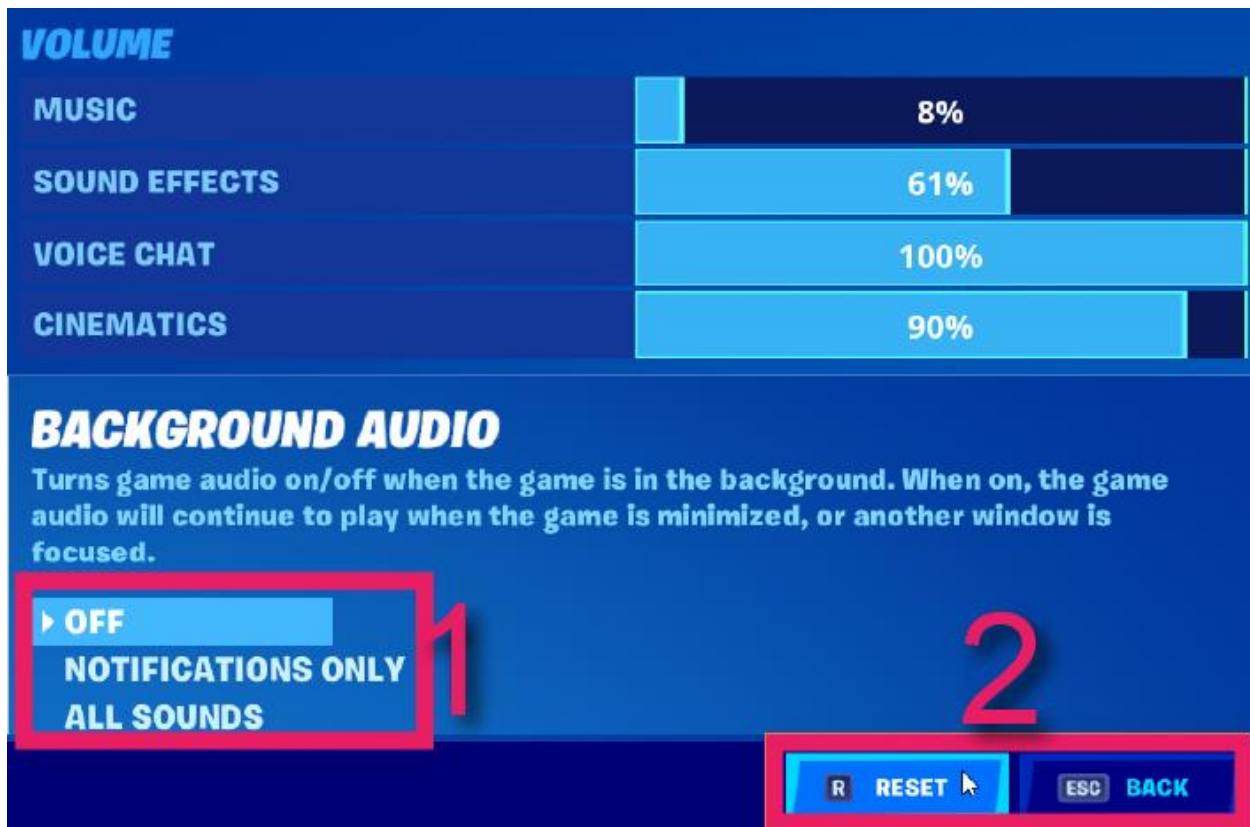 VOLUME
MUSIC 8%
SOUND EFFECTS 61%
VOICE CHAT 100%
CINEMATICS 90%
BACKGROUND AUDIO
Turns game audio on/off when the game is in the background. When on, the game
audio will continue to play when the game is minimized, or another window is
focused.
OFF
NOTIFICATIONS ONLY
ALL SOUNDS
1
2
R RESET ESC BACK